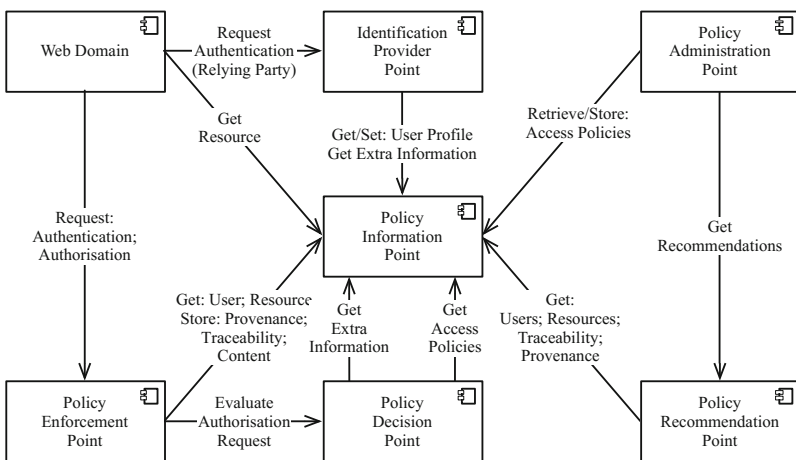 Web Domain
Request
Authentication
(Relying Party)
Identification
Provider
Point
Policy
Administration
Point
Get
Resource
Get/Set: User Profile
Get Extra Information
Retrieve/Store:
Access Policies
Request:
Authentication;
Authorisation
Policy
Information
Point
Get
Recommendations
Get: User; Resource
Store: Provenance;
Traceability;
Content
Get
Extra
Information
Get
Access
Policies
Get:
Users; Resources;
Traceability;
Provenance
Policy
Enforcement
Point
Evaluate
Authorisation
Request
Policy
Decision
Point
Policy
Recommendation
Point